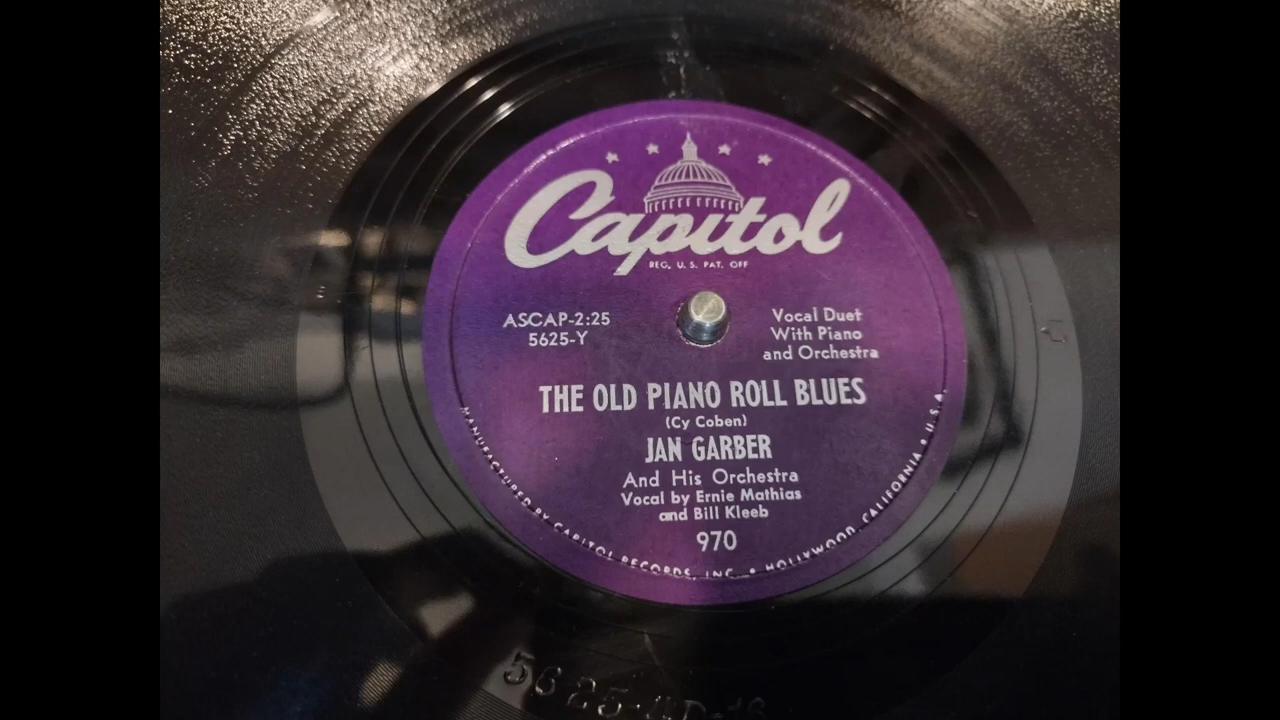 Capitol
REG. U. S. PAT. OFF
ASCAP-2:25
5625-Y
Vocal Duet
With Piano
and Orchestra
THE OLD PIANO ROLL BLUES
(Cy Coben)
JAN GARBER
And His Orchestra
Vocal by Ernie Mathias
and Bill Kleeb
970
MANUFACTURED BY CAPITOL RECORDS, INC. • HOLLYWOOD, CALIFORNIA • U.S.A.